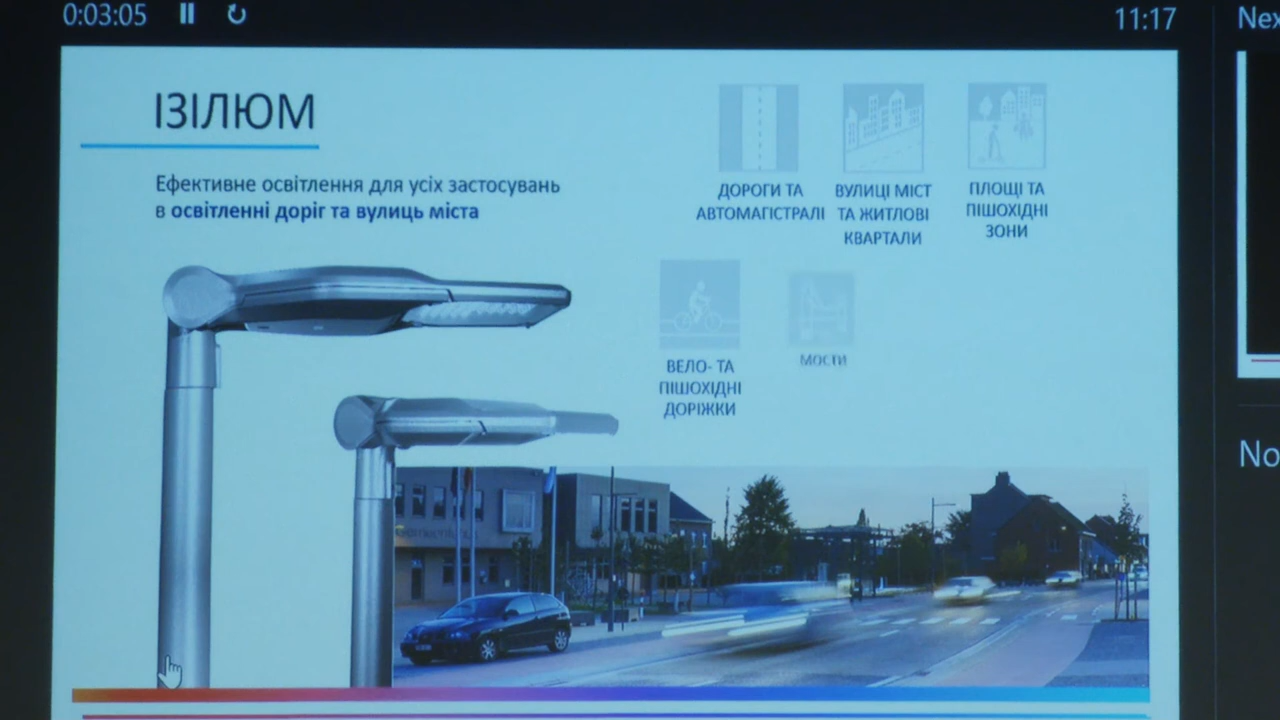 0:03:05
11:17
Nex
ІЗІЛЮМ
Ефективне освітлення для усіх застосувань
в освітленні доріг та вулиць міста
ДОРОГИ ТА
АВТОМАГІСТРАЛІ
ВУЛИЦІ МІСТ
ТА ЖИТЛОВІ
КВАРТАЛИ
ПЛОЩІ ТА
ПІШОХІДНІ
ЗОНИ
ВЕЛО- ТА
ПІШОХІДНІ
ДОРІЖКИ
МОСТИ
No